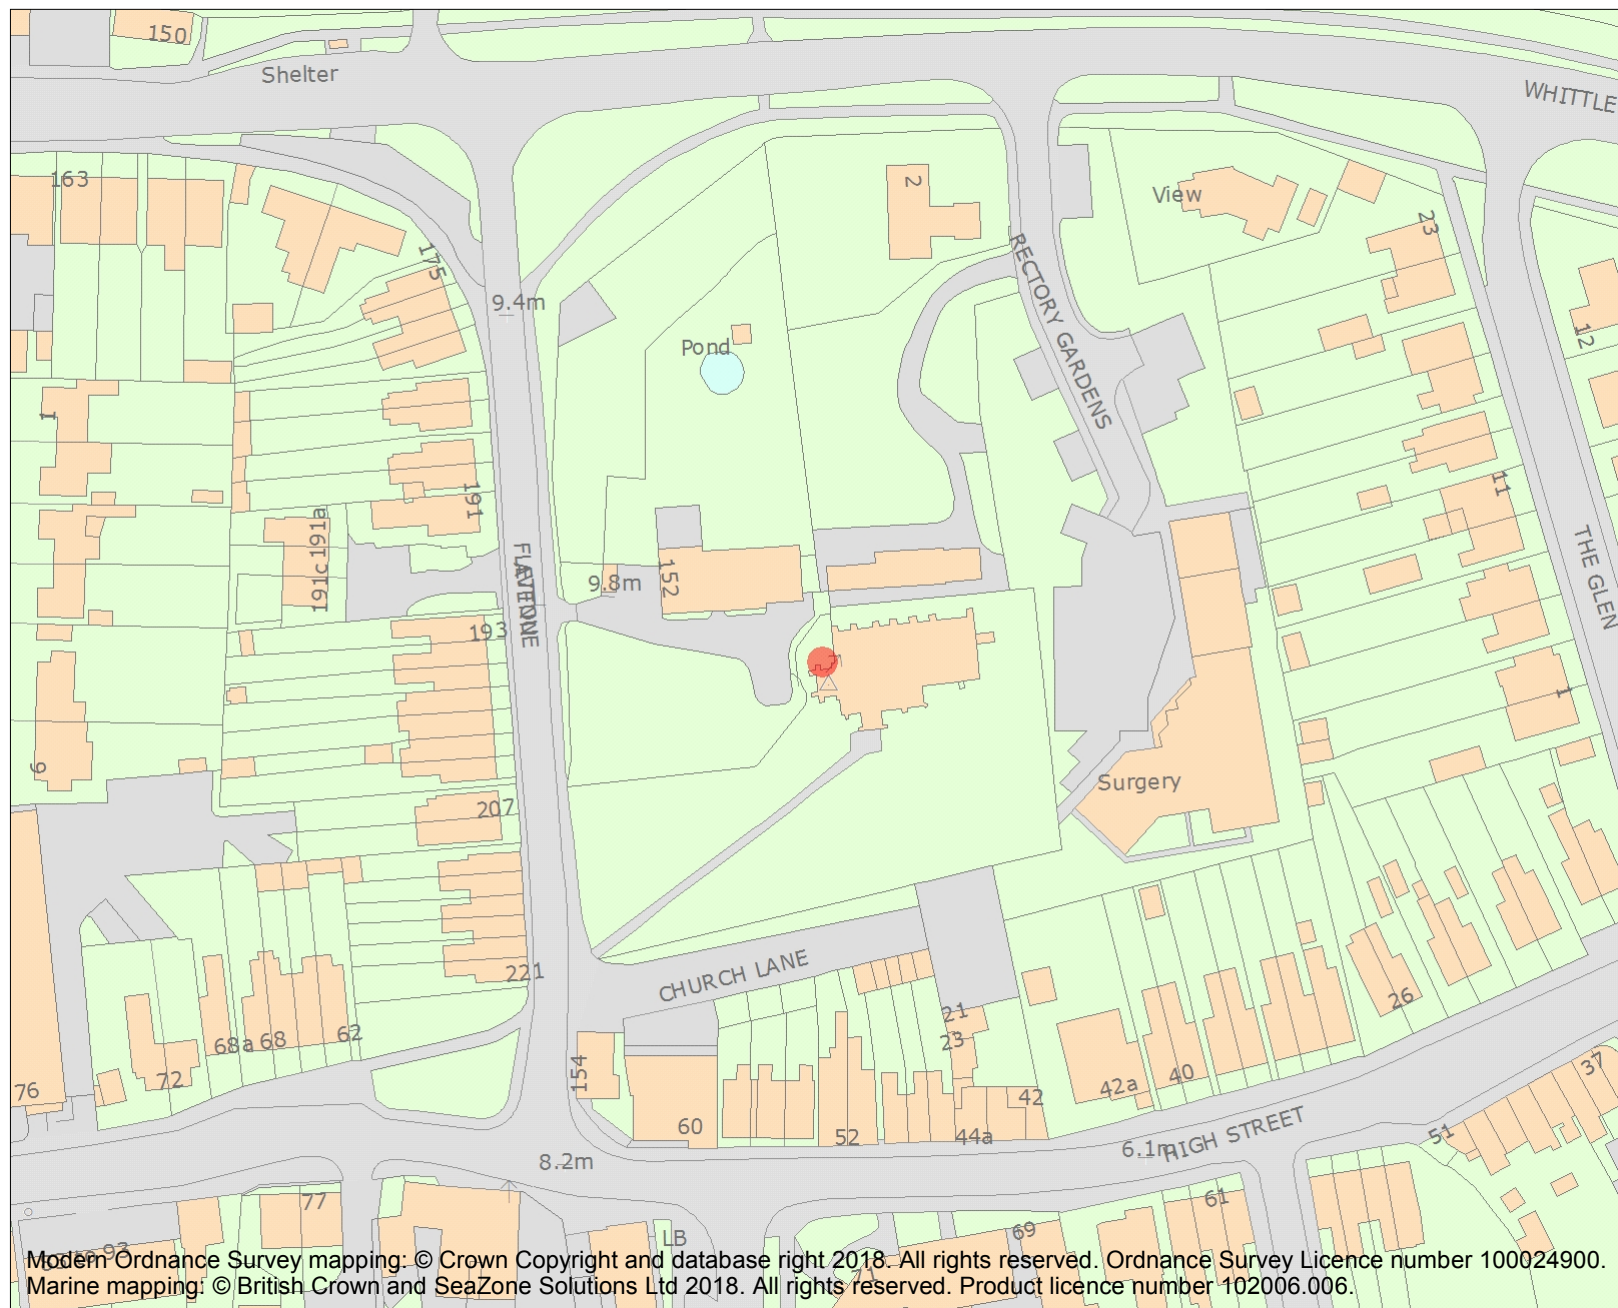 150
Shelter
WHITTLE
163
2
View
23
175
RECTORY GARDENS
9.4m
12
Pond
1
191
11
191c 191a
THE GLEN
9.8m
152
193
1
6
Surgery
207
221
CHURCH LANE
26
21
23
68a 68
62
154
72
76
40
42a
42
37
60
52
44a
51
HIGH STREET
6.1m
8.2m
77
61
69
LB
71
93
Modern Ordnance Survey mapping: © Crown Copyright and database right 2018. All rights reserved. Ordnance Survey Licence number 100024900.
Marine mapping: © British Crown and SeaZone Solutions Ltd 2018. All rights reserved. Product licence number 102006.006.